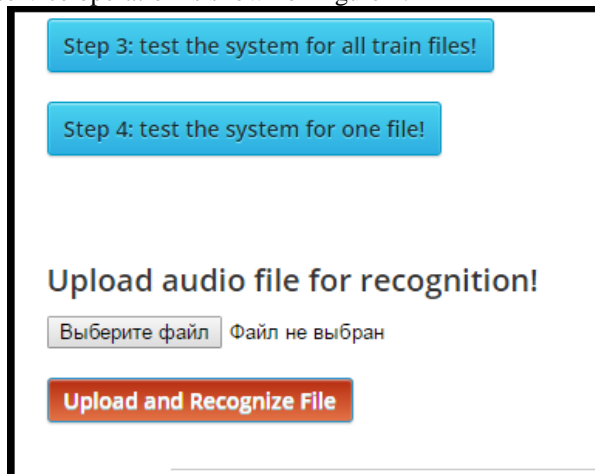 Step 3: test the system for all train files!
Step 4: test the system for one file!
Upload audio file for recognition!
Выберите файл Файл не выбран
Upload and Recognize File